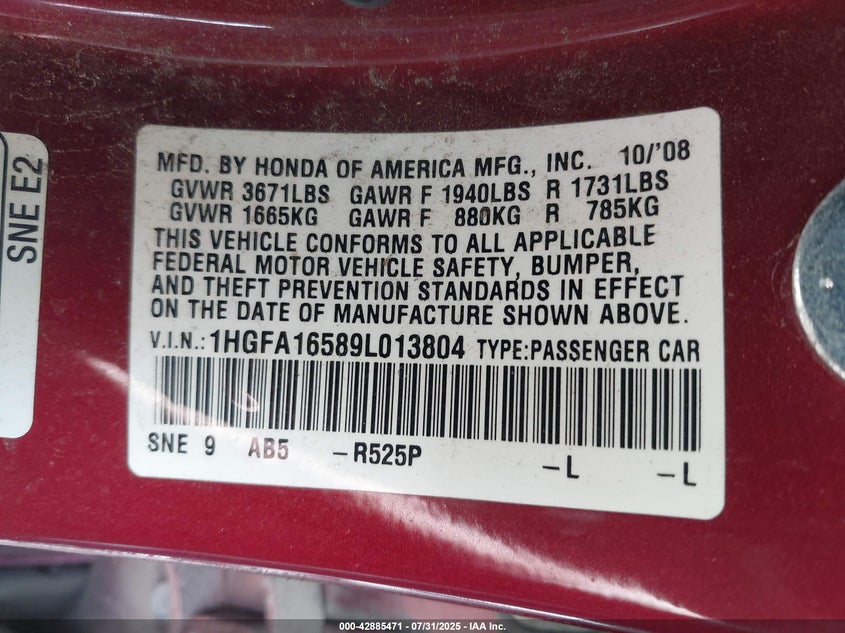 SNE E2
MFD. BY HONDA OF AMERICA MFG., INC. 10/'08
GVWR 3671LBS GAWR F 1940LBS R 1731LBS
GVWR 1665KG GAWR F 880KG R 785KG
THIS VEHICLE CONFORMS TO ALL APPLICABLE
FEDERAL MOTOR VEHICLE SAFETY, BUMPER,
AND THEFT PREVENTION STANDARDS IN EFFECT
ON THE DATE OF MANUFACTURE SHOWN ABOVE.
V.I.N.:1HGFA16589L013804 TYPE:PASSENGER CAR
SNE 9 AB5 -R525P -L -L
000-42885471 - 07/31/2025 - IAA Inc.